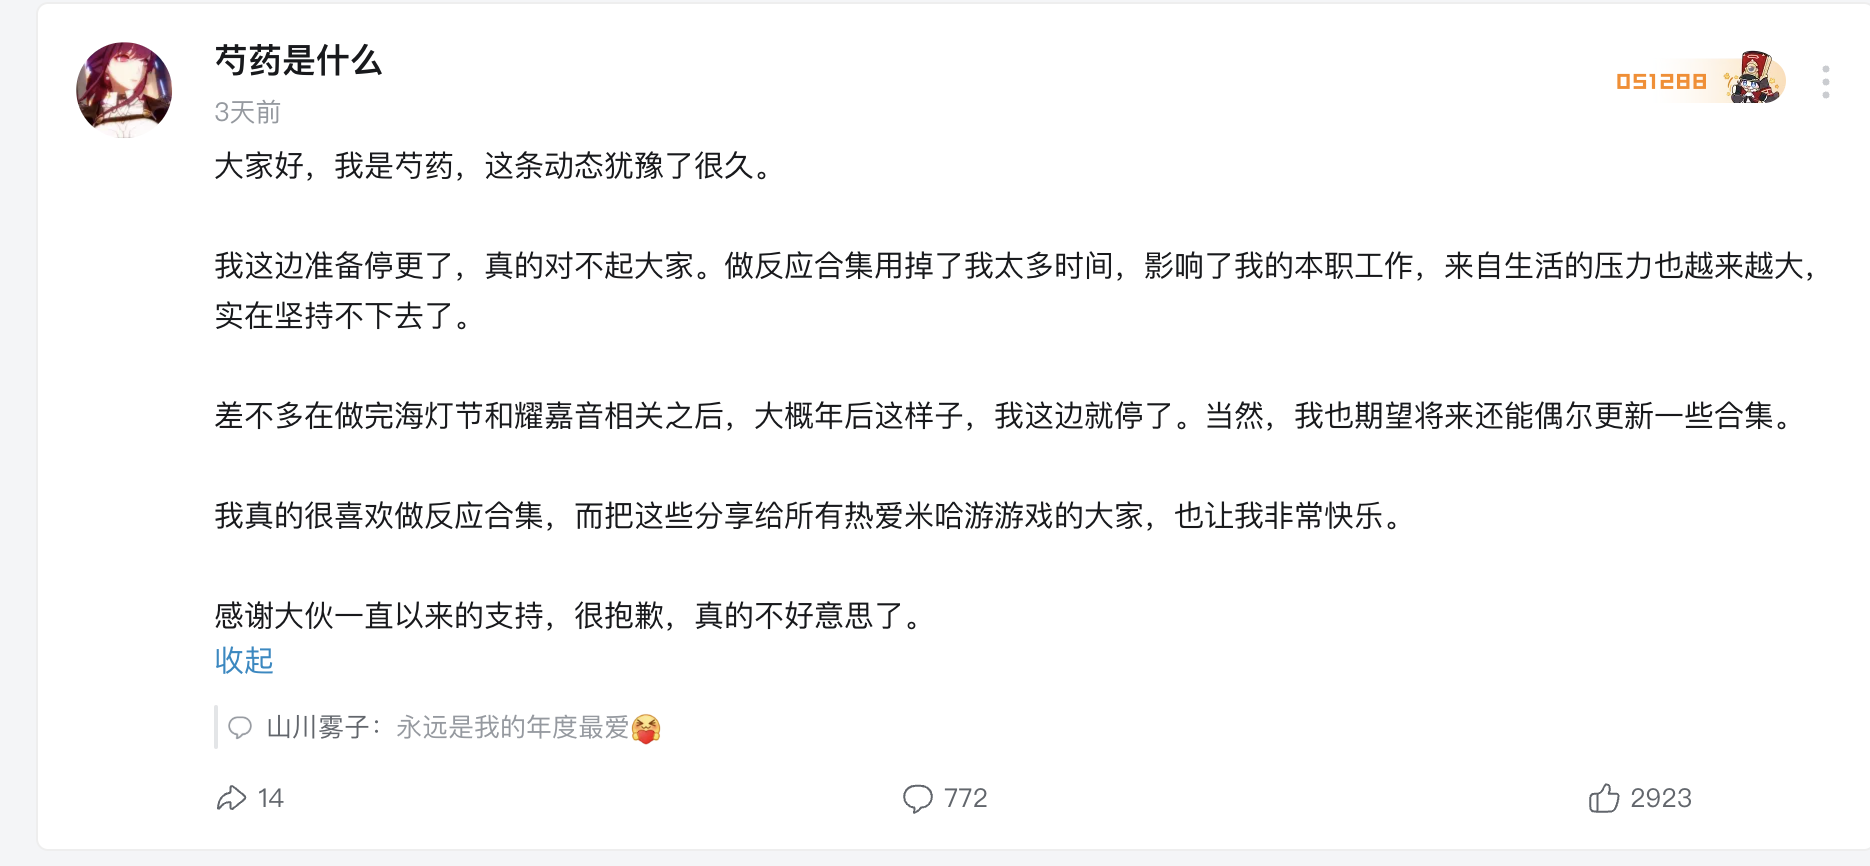 芍药是什么
051288
3天前
大家好，我是芍药，这条动态犹豫了很久。
我这边准备停更了，真的对不起大家。做反应合集用掉了我太多时间，影响了我的本职工作，来自生活的压力也越来越大，
实在坚持不下去了。
差不多在做完海灯节和耀嘉音相关之后，大概年后这样子，我这边就停了。当然，我也期望将来还能偶尔更新一些合集。
我真的很喜欢做反应合集，而把这些分享给所有热爱米哈游游戏的大家，也让我非常快乐。
感谢大伙一直以来的支持，很抱歉，真的不好意思了。
收起
山川雾子：永远是我的年度最爱
14
772
2923